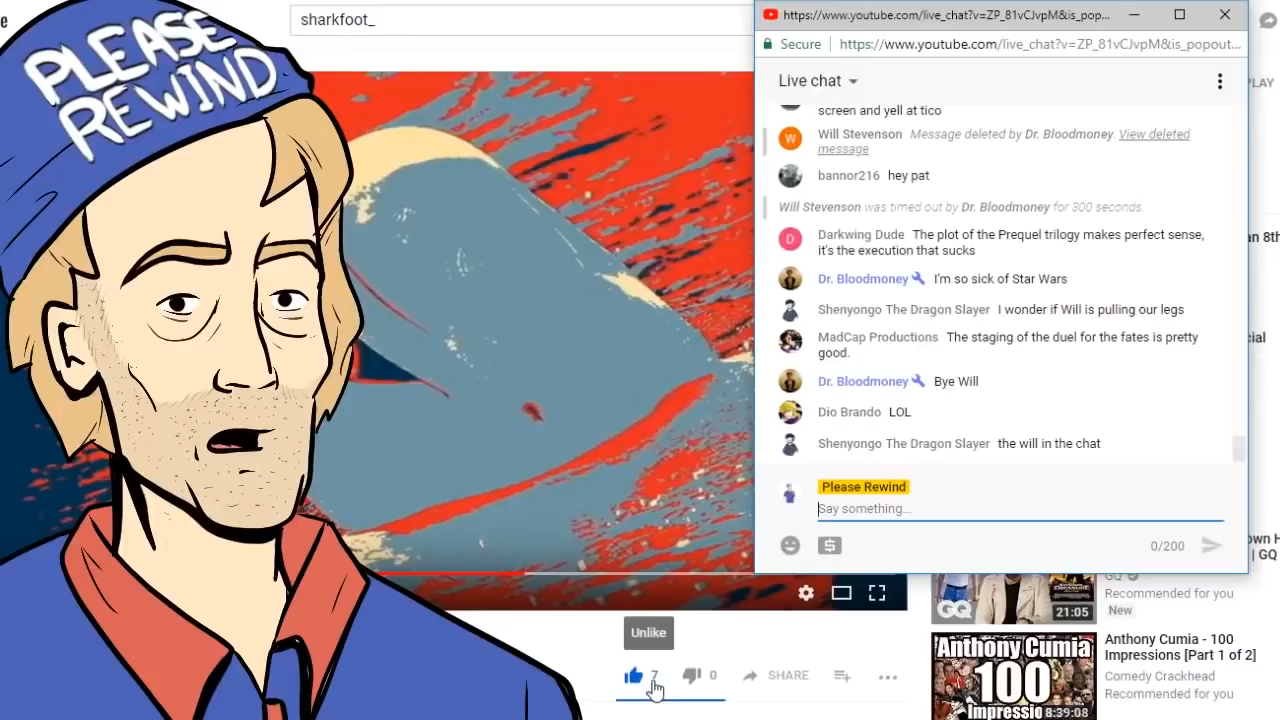 PLEASE
REWIND
sharkfoot_
https://www.youtube.com/live_chat?v=ZP_81vCJvpM&is_pop...
Secure
https://www.youtube.com/live_chat?v=ZP_81vCJvpM&is_popout...
Live chat
screen and yell at tico
W
Will Stevenson Message deleted by Dr. Bloodmoney. View deleted
message
bannor216 hey pat
Will Stevenson was timed out by Dr. Bloodmoney for 300 seconds.
D
Darkwing Dude The plot of the Prequel trilogy makes perfect sense,
it's the execution that sucks
Dr. Bloodmoney I'm so sick of Star Wars
Shenyongo The Dragon Slayer I wonder if Will is pulling our legs
MadCap Productions The staging of the duel for the fates is pretty
good.
Dr. Bloodmoney Bye Will
Dio Brando LOL
Shenyongo The Dragon Slayer the will in the chat
Please Rewind
Say something...
0/200
Unlike
7
0
SHARE
PLAY
an 8th
cial
own H
| GQ
GQ
GQ
Recommended for you
New
21:05
Anthony Cumia
100
Impressio
8:39:08
Anthony Cumia - 100
Impressions [Part 1 of 2]
Comedy Crackhead
Recommended for you